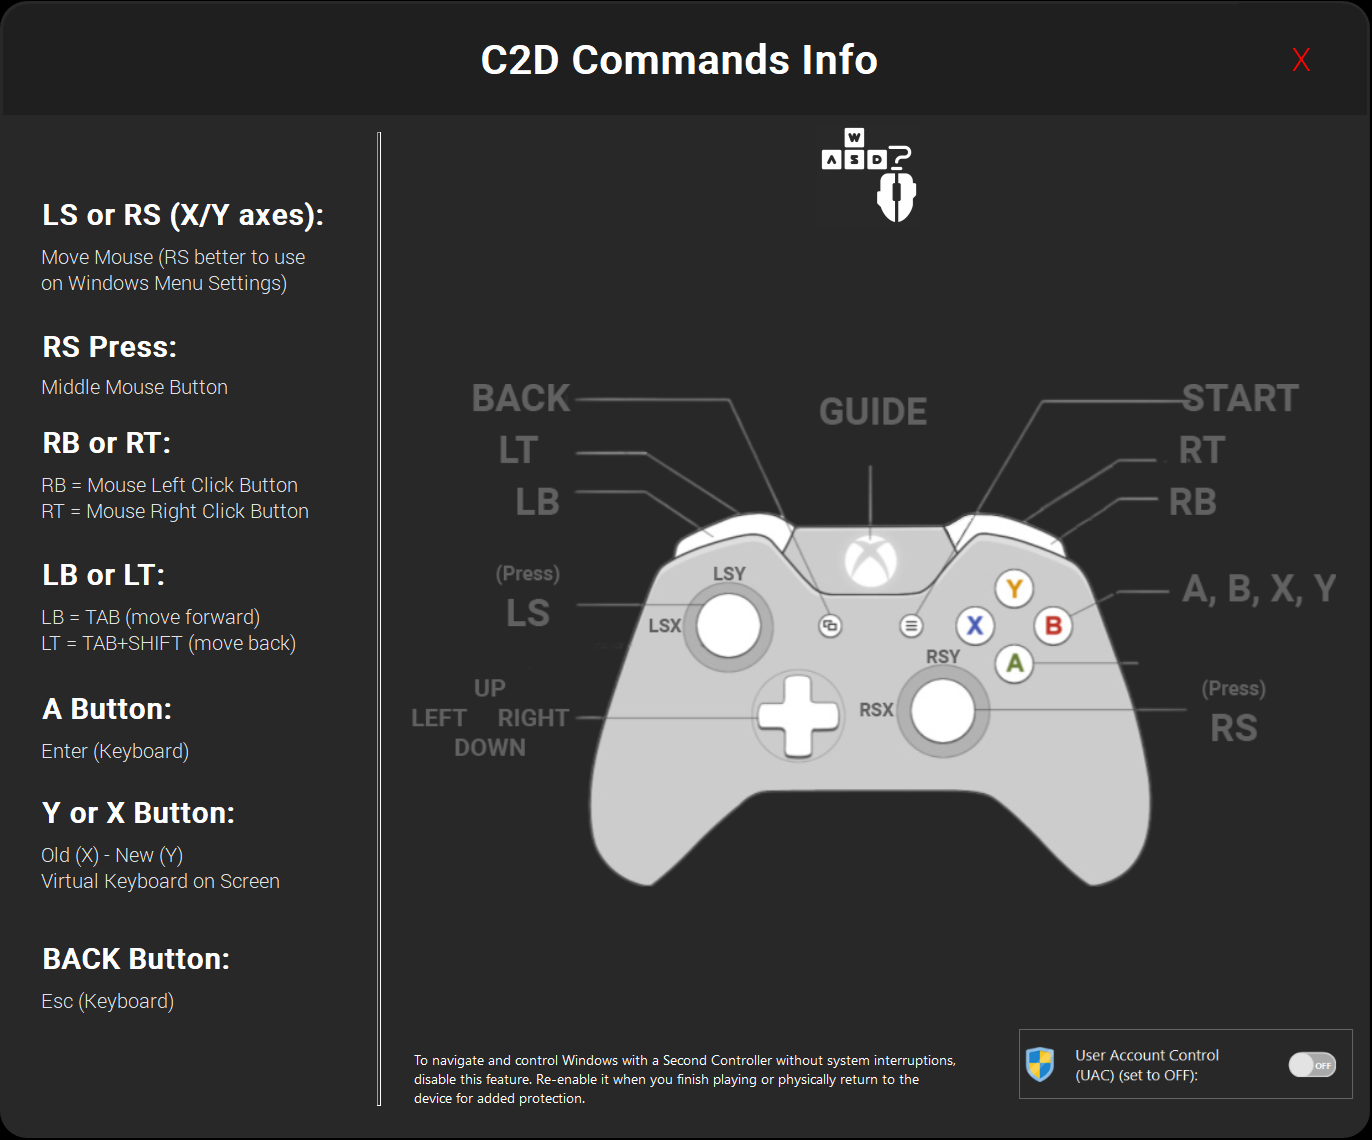 C2D Commands Info
X
W
A S D ?
LS or RS (X/Y axes):
Move Mouse (RS better to use
on Windows Menu Settings)
RS Press:
Middle Mouse Button
RB or RT:
RB = Mouse Left Click Button
RT = Mouse Right Click Button
LB or LT:
LB = TAB (move forward)
LT = TAB+SHIFT (move back)
A Button:
Enter (Keyboard)
Y or X Button:
Old (X) - New (Y)
Virtual Keyboard on Screen
BACK Button:
Esc (Keyboard)
BACK
GUIDE
START
LT
RT
LB
RB
(Press)
LS
LSY
LSX
Y
X
B
A
A, B, X, Y
RSY
RSX
UP
LEFT RIGHT
DOWN
(Press)
RS
To navigate and control Windows with a Second Controller without system interruptions,
disable this feature. Re-enable it when you finish playing or physically return to the
device for added protection.
User Account Control
(UAC) (set to OFF):
OFF